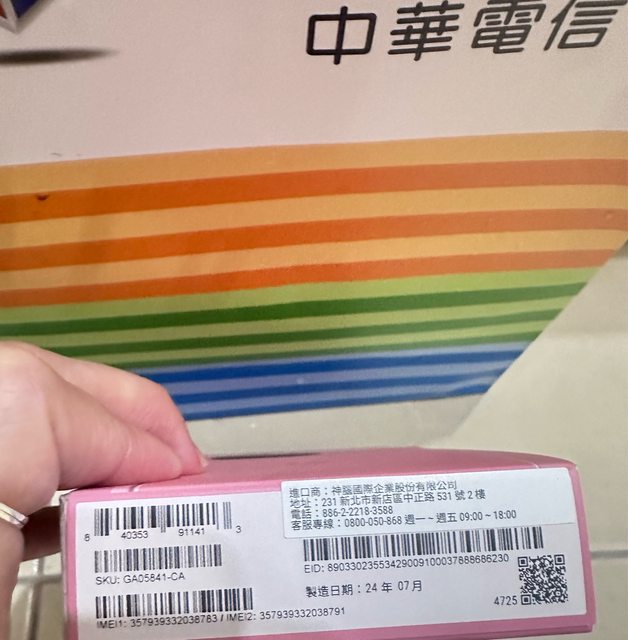 中華電信
進口商：神腦國際企業股份有限公司
地址：231 新北市新店區中正路 531 號 2 樓
電話：886-2-2218-3588
客服專線：0800-050-868 週一~週五 09:00~18:00
8 40353 91141 3
SKU: GA05841-CA
IMEI1: 357939332038783 / IMEI2: 357939332038791
EID: 89033023553429009100037888686230
製造日期：24 年 07月
4725